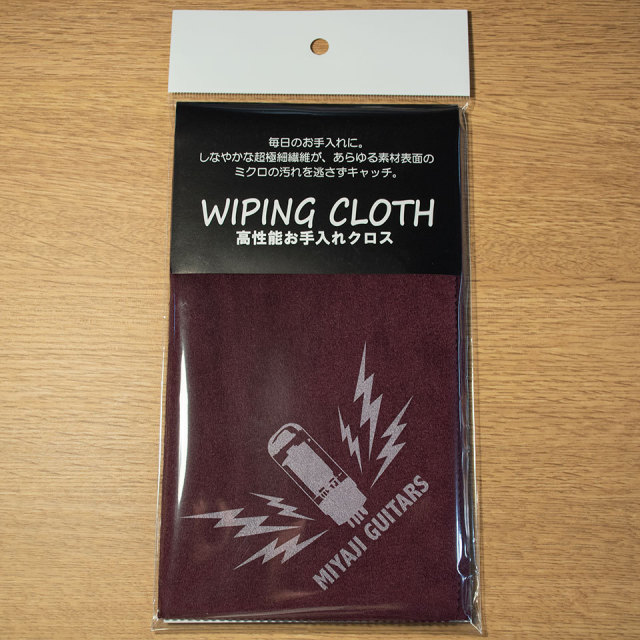 毎日のお手入れに。
しなやかな超極細繊維が、あらゆる素材表面の
ミクロの汚れを逃さずキャッチ。
WIPING CLOTH
高性能お手入れクロス
MIYAJI GUITARS